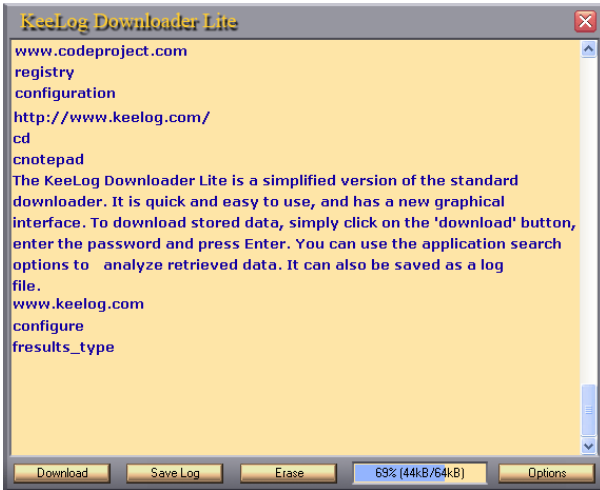 KeeLog Downloader Lite
www.codeproject.com
registry
configuration
http://www.keelog.com/
cd
cnotepad
The KeeLog Downloader Lite is a simplified version of the standard
downloader. It is quick and easy to use, and has a new graphical
interface. To download stored data, simply click on the 'download' button,
enter the password and press Enter. You can use the application search
options to   analyze retrieved data. It can also be saved as a log
file.
www.keelog.com
configure
fresults_type
Download Save Log Erase 69% (44kB/64kB) Options